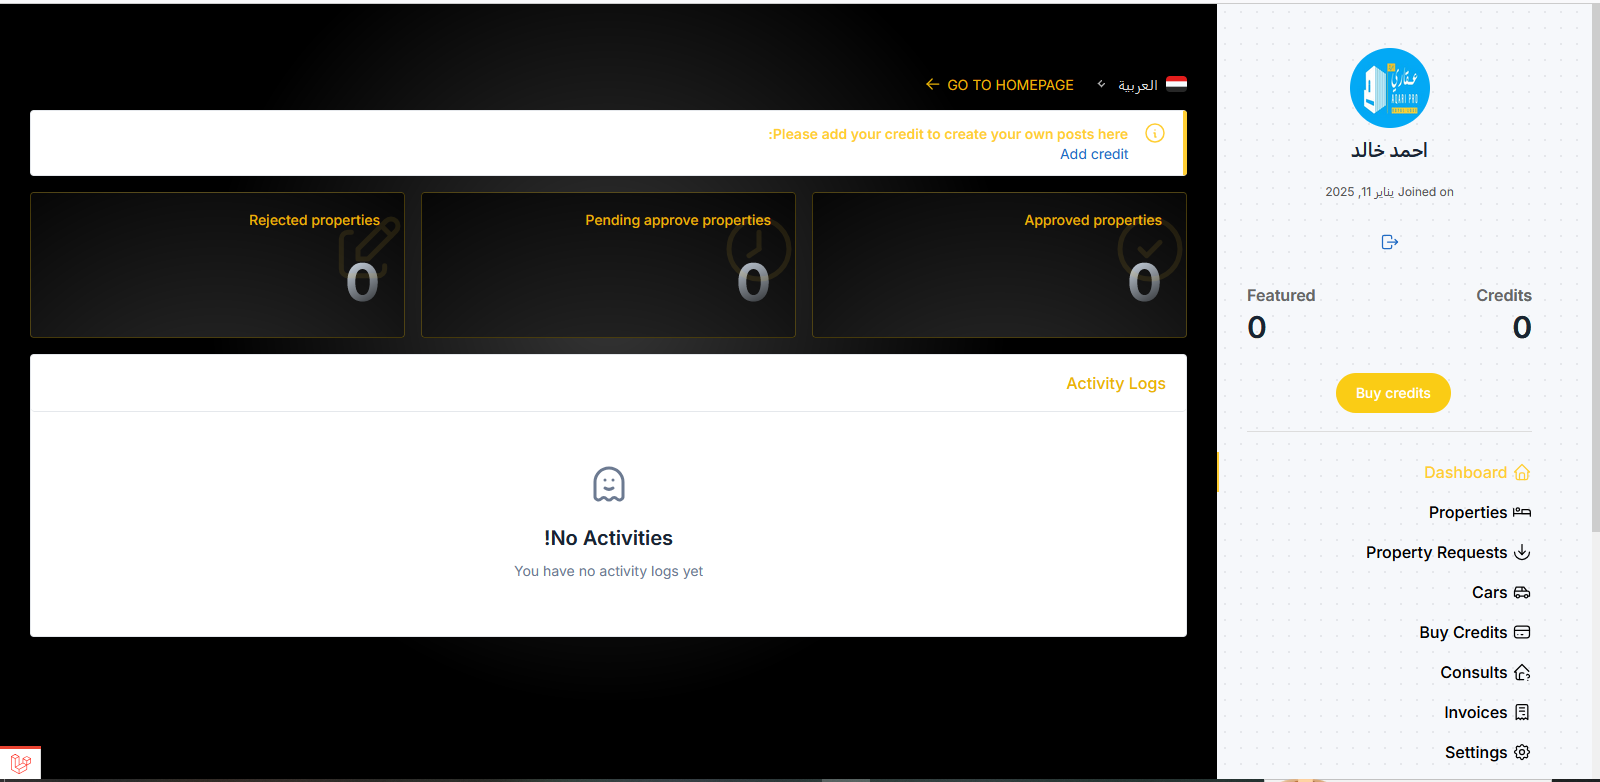 العربية
GO TO HOMEPAGE
Please add your credit to create your own posts here:
Add credit
Approved properties
0
Pending approve properties
0
Rejected properties
0
Activity Logs
No Activities!
You have no activity logs yet
عقاري
AQARI PRO
احمد خالد
Joined on يناير 11, 2025
Credits
0
Featured
0
Buy credits
Dashboard
Properties
Property Requests
Cars
Buy Credits
Consults
Invoices
Settings